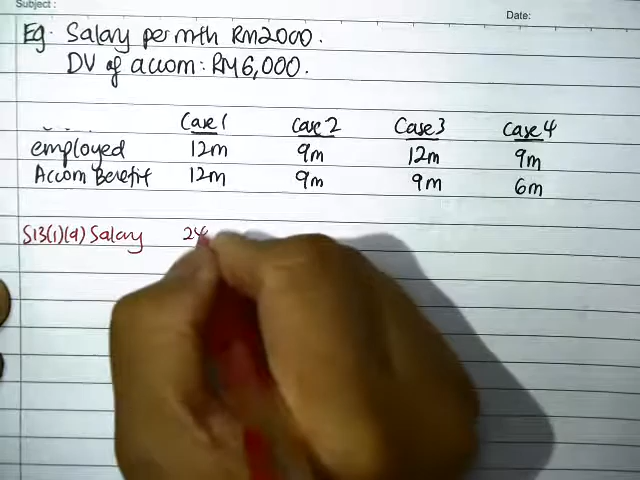 Subject:
Date:
Eg. Salary per mth RM2000.
DV of accom: RM6,000.
Case 1 Case 2 Case 3 Case 4
employed 12m 9m 12m 9m
Accom Benefit 12m 9m 9m 6m
S13(1)(a) Salary 24